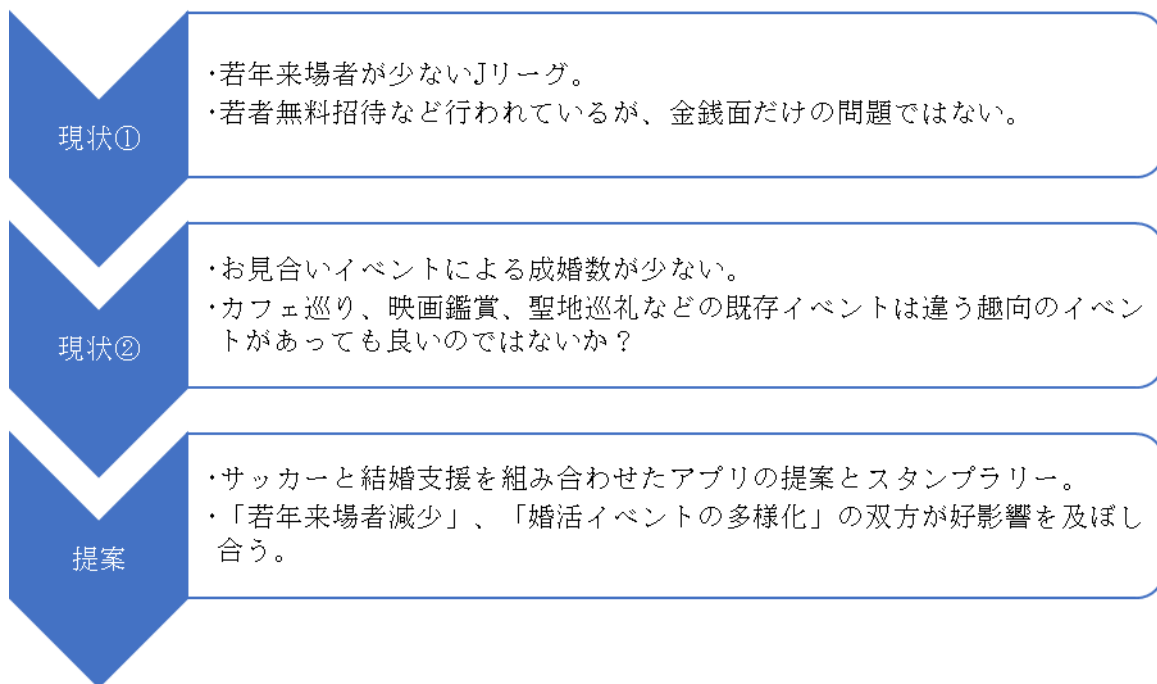 現状①
・若年来場者が少ないJリーグ。
・若者無料招待など行われているが、金銭面だけの問題ではない。
現状②
・お見合いイベントによる成婚数が少ない。
・カフェ巡り、映画鑑賞、聖地巡礼などの既存イベントは違う趣向のイベン
トがあっても良いのではないか？
提案
・サッカーと結婚支援を組み合わせたアプリの提案とスタンプラリー。
・「若年来場者減少」、「婚活イベントの多様化」の双方が好影響を及ぼし
合う。